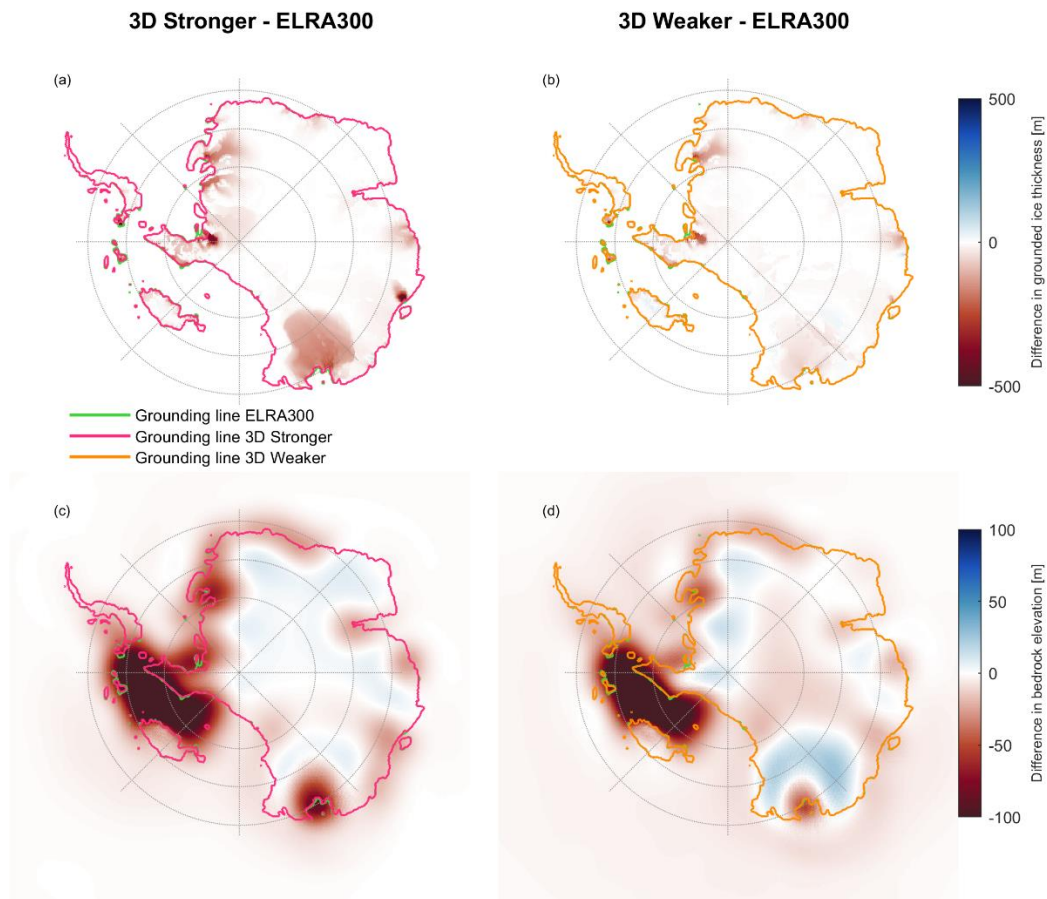 3D Stronger - ELRA300
3D Weaker - ELRA300
(a)
(b)
500
0
-500
Difference in grounded ice thickness [m]
Grounding line ELRA300
Grounding line 3D Stronger
Grounding line 3D Weaker
(c)
(d)
100
50
0
-50
-100
Difference in bedrock elevation [m]